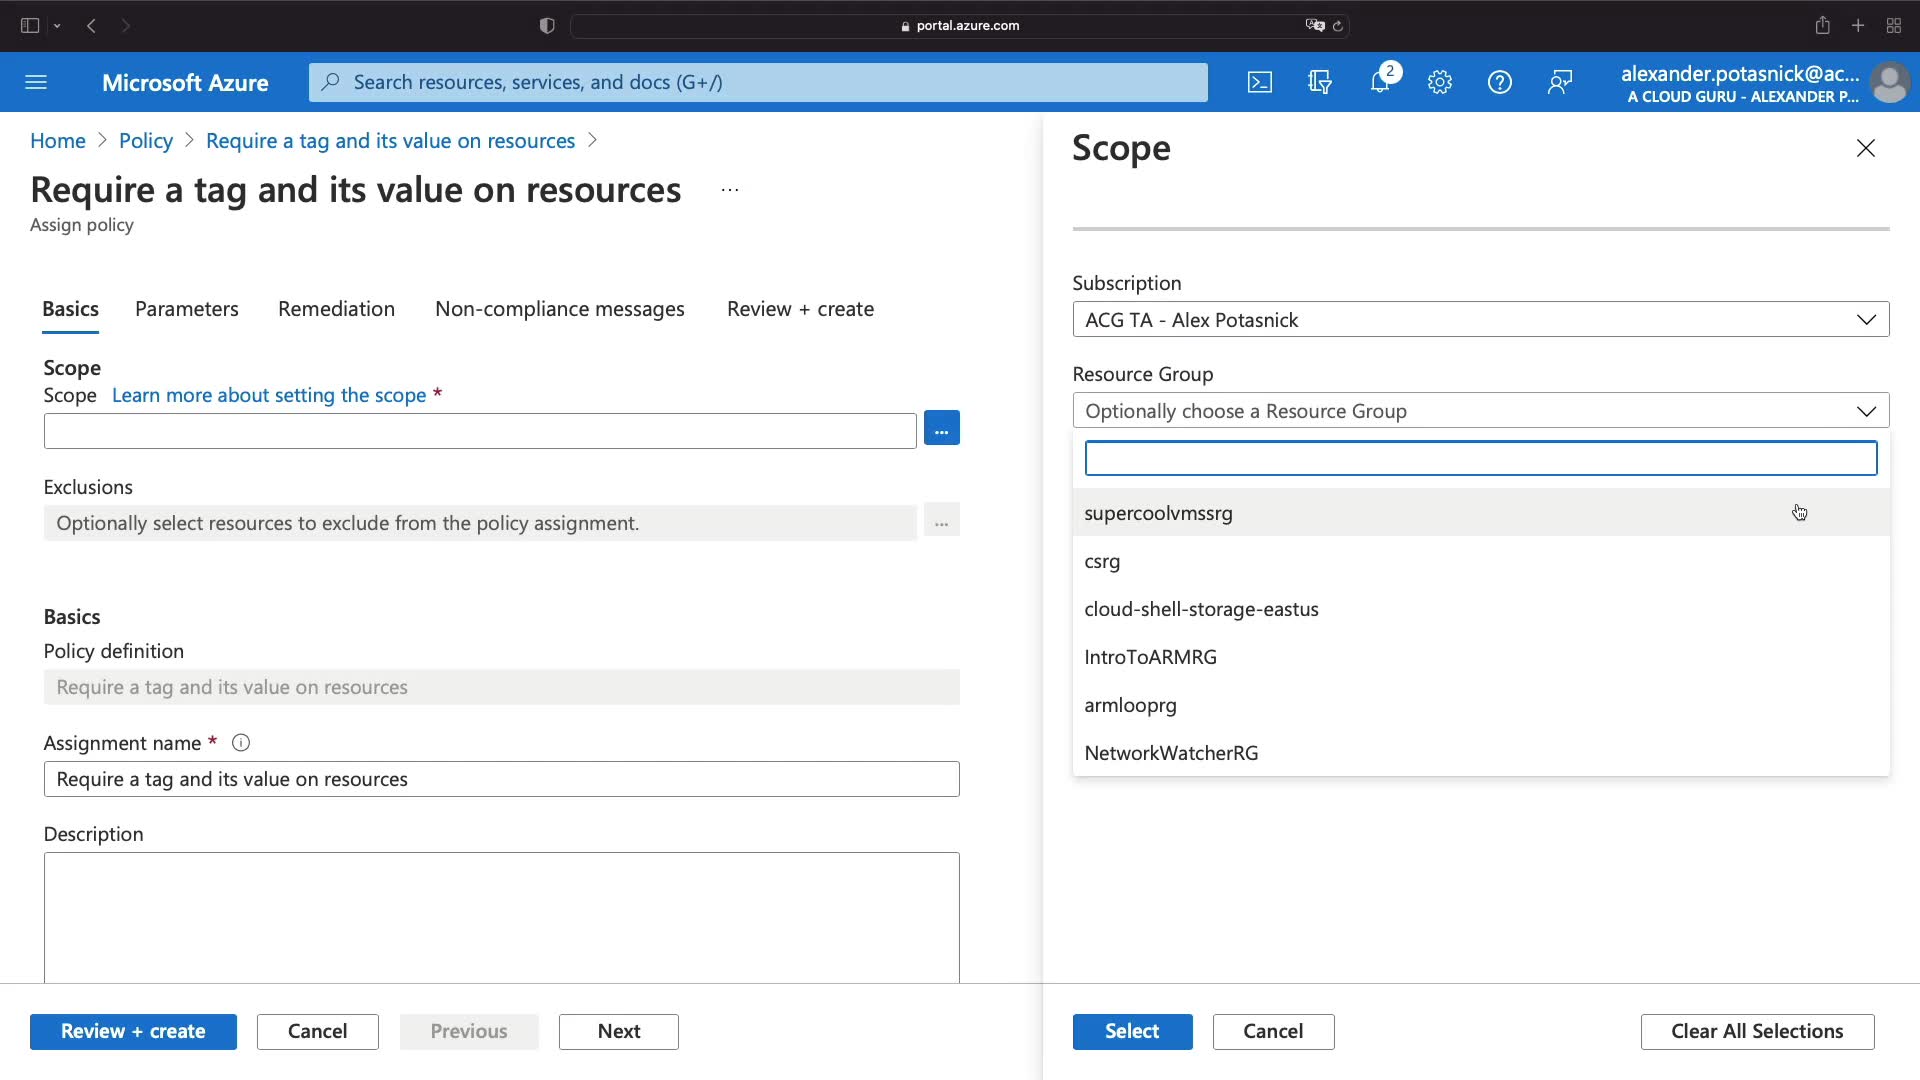 portal.azure.com
Microsoft Azure
Search resources, services, and docs (G+/)
2
alexander.potasnick@ac...
A CLOUD GURU - ALEXANDER P...
Home > Policy > Require a tag and its value on resources >
Require a tag and its value on resources ...
Assign policy
Basics Parameters Remediation Non-compliance messages Review + create
Scope
Scope Learn more about setting the scope *
...
Exclusions
Optionally select resources to exclude from the policy assignment.
...
Basics
Policy definition
Require a tag and its value on resources
Assignment name *
Require a tag and its value on resources
Description
Review + create
Cancel
Previous
Next
Scope
Subscription
ACG TA - Alex Potasnick
Resource Group
Optionally choose a Resource Group
supercoolvmssrg
csrg
cloud-shell-storage-eastus
IntroToARMRG
armlooprg
NetworkWatcherRG
Select
Cancel
Clear All Selections